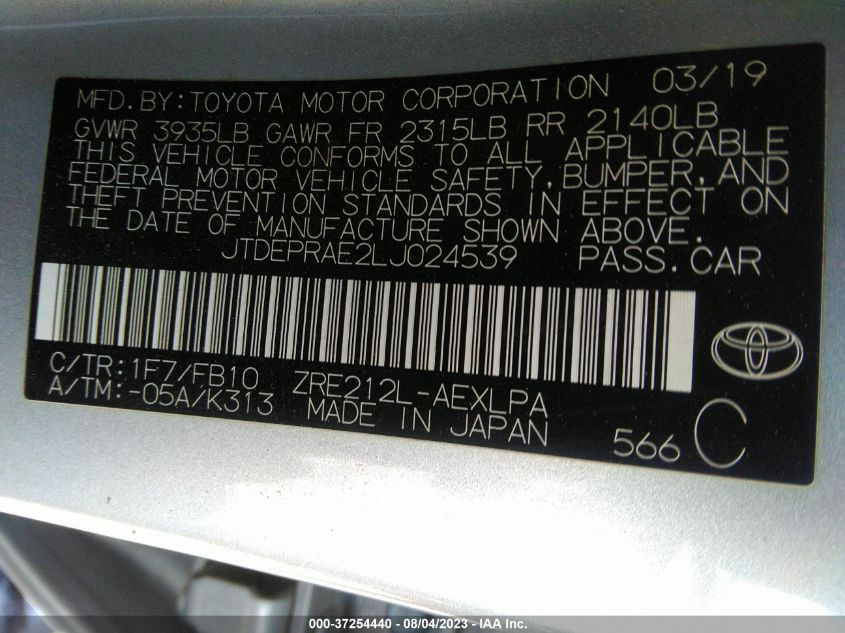 MFD.BY:TOYOTA MOTOR CORPORATION 03/19
GVWR 3935LB GAWR FR 2315LB RR 2140LB
THIS VEHICLE CONFORMS TO ALL APPLICABLE
FEDERAL MOTOR VEHICLE SAFETY,BUMPER,AND
THEFT PREVENTION STANDARDS IN EFFECT ON
THE DATE OF MANUFACTURE SHOWN ABOVE.
JTDEPRAE2LJ024539 PASS.CAR
C/TR:1F7/FB10 ZRE212L-AEXLPA
A/TM:-05A/K313 MADE IN JAPAN
566 C
000-37254440 - 08/04/2023 - IAA Inc.